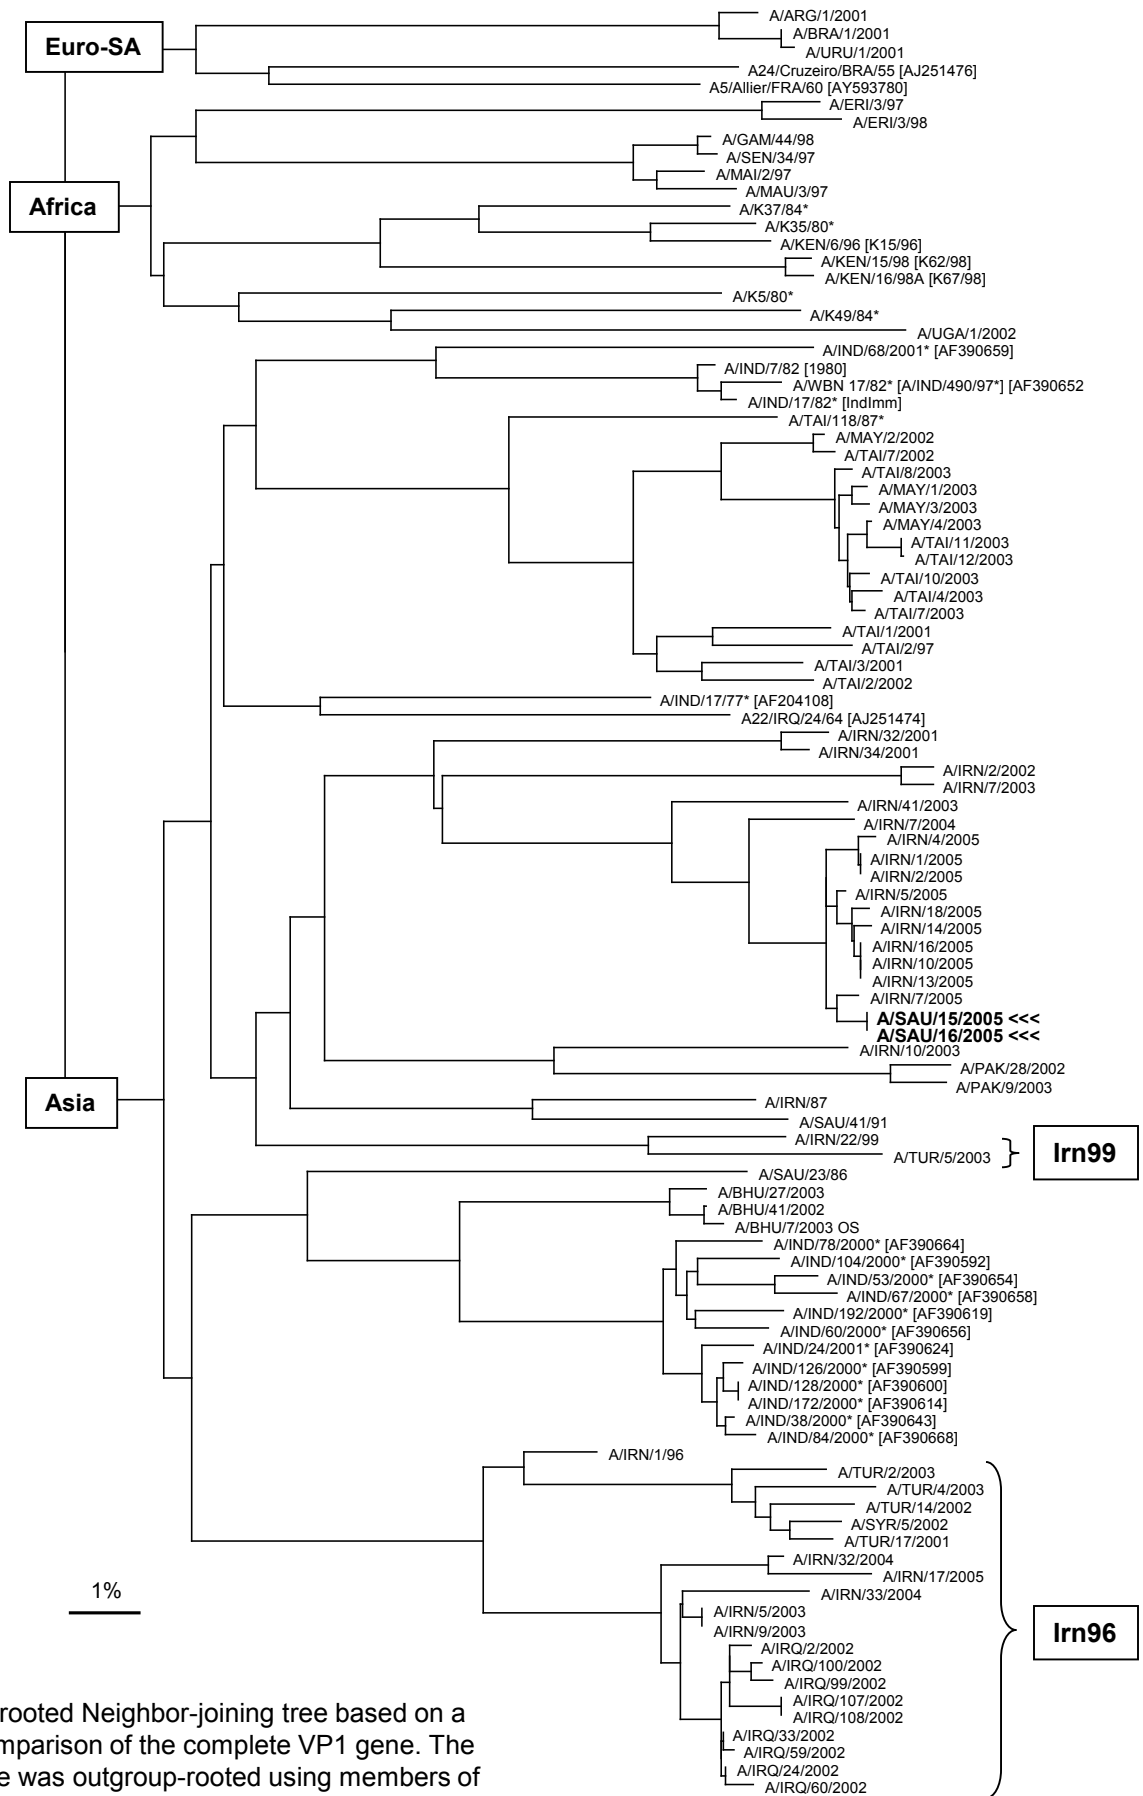 A/ARG/1/2001
A/BRA/1/2001
Euro-SA
A/URU/1/2001
A24/Cruzeiro/BRA/55 [AJ251476]
A5/Allier/FRA/60 [AY593780]
A/ERI/3/97
A/ERI/3/98
A/GAM/44/98
A/SEN/34/97
A/MAI/2/97
A/MAU/3/97
Africa
A/K37/84*
A/K35/80*
A/KEN/6/96 [K15/96]
A/KEN/15/98 [K62/98]
A/KEN/16/98A [K67/98]
A/K5/80*
A/K49/84*
A/UGA/1/2002
A/IND/68/2001* [AF390659]
A/IND/7/82 [1980]
A/WBN 17/82* [A/IND/490/97*] [AF390652
A/IND/17/82* [IndImm]
A/TAI/118/87*
A/MAY/2/2002
A/TAI/7/2002
A/TAI/8/2003
A/MAY/1/2003
A/MAY/3/2003
A/MAY/4/2003
A/TAI/11/2003
A/TAI/12/2003
A/TAI/10/2003
A/TAI/4/2003
A/TAI/7/2003
A/TAI/1/2001
A/TAI/2/97
A/TAI/3/2001
A/TAI/2/2002
A/IND/17/77* [AF204108]
A22/IRQ/24/64 [AJ251474]
A/IRN/32/2001
A/IRN/34/2001
A/IRN/2/2002
A/IRN/7/2003
A/IRN/41/2003
A/IRN/7/2004
A/IRN/4/2005
A/IRN/1/2005
A/IRN/2/2005
A/IRN/5/2005
A/IRN/18/2005
A/IRN/14/2005
A/IRN/16/2005
A/IRN/10/2005
A/IRN/13/2005
A/IRN/7/2005
A/SAU/15/2005 <<<
A/SAU/16/2005 <<<
A/IRN/10/2003
A/PAK/28/2002
A/PAK/9/2003
Asia
A/IRN/87
A/SAU/41/91
A/IRN/22/99
A/TUR/5/2003
Irn99
A/SAU/23/86
A/BHU/27/2003
A/BHU/41/2002
A/BHU/7/2003 OS
A/IND/78/2000* [AF390664]
A/IND/104/2000* [AF390592]
A/IND/53/2000* [AF390654]
A/IND/67/2000* [AF390658]
A/IND/192/2000* [AF390619]
A/IND/60/2000* [AF390656]
A/IND/24/2001* [AF390624]
A/IND/126/2000* [AF390599]
A/IND/128/2000* [AF390600]
A/IND/172/2000* [AF390614]
A/IND/38/2000* [AF390643]
A/IND/84/2000* [AF390668]
A/IRN/1/96
A/TUR/2/2003
A/TUR/4/2003
A/TUR/14/2002
A/SYR/5/2002
A/TUR/17/2001
A/IRN/32/2004
A/IRN/17/2005
1%
A/IRN/33/2004
A/IRN/5/2003
A/IRN/9/2003
Irn96
A/IRQ/2/2002
A/IRQ/100/2002
A/IRQ/99/2002
A/IRQ/107/2002
A/IRQ/108/2002
A/IRQ/33/2002
A/IRQ/59/2002
A/IRQ/24/2002
A/IRQ/60/2002
rooted Neighbor-joining tree based on a
mparison of the complete VP1 gene. The
e was outgroup-rooted using members of